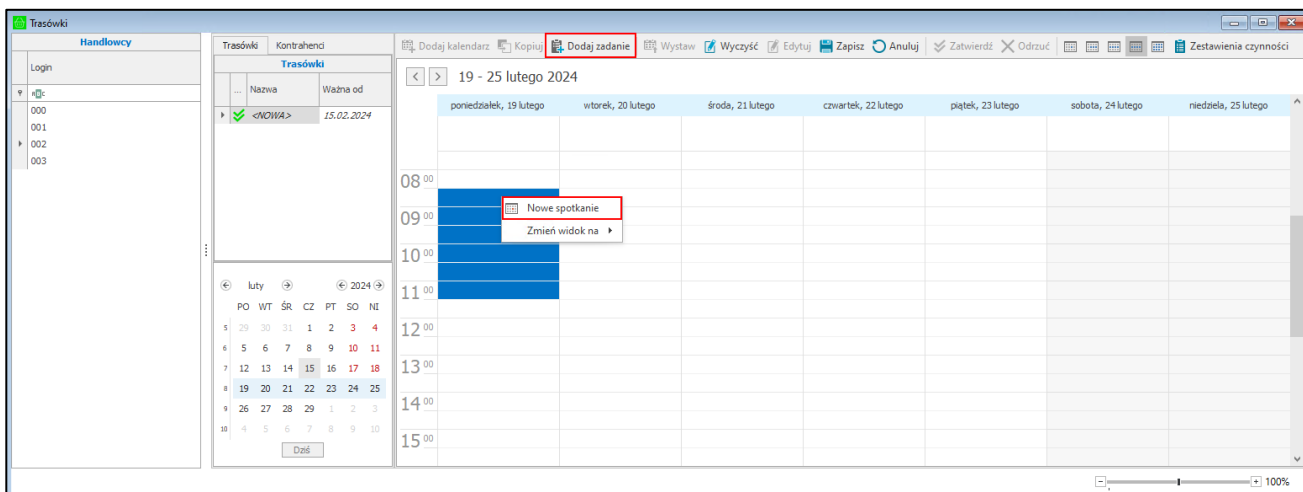 Trasówki
Handlowcy
Login
000
001
002
003
Trasówki Kontrahenci
Trasówki
... Nazwa Ważna od
<NOWA> 15.02.2024
luty 2024
PO WT ŚR CZ PT SO NI
5 29 30 31 1 2 3 4
6 5 6 7 8 9 10 11
7 12 13 14 15 16 17 18
8 19 20 21 22 23 24 25
9 26 27 28 29 1 2 3
10 4 5 6 7 8 9 10
Dziś
Dodaj kalendarz Kopiuj Dodaj zadanie Wystaw Wyczyść Edytuj Zapisz Anuluj Zatwierdź Odrzuć Zestawienia czynności
19 - 25 lutego 2024
poniedziałek, 19 lutego wtorek, 20 lutego środa, 21 lutego czwartek, 22 lutego piątek, 23 lutego sobota, 24 lutego niedziela, 25 lutego
08 00
Nowe spotkanie
09 00
Zmień widok na
10 00
11 00
12 00
13 00
14 00
15 00
100%